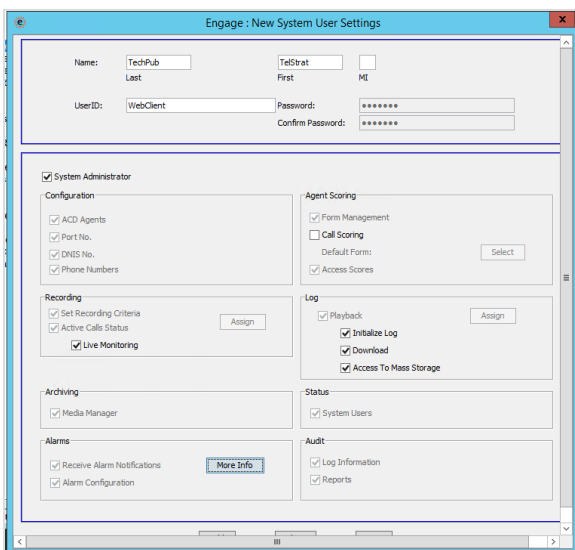 e Engage : New System User Settings x
Name: TechPub TelStrat
Last First MI
UserID: WebClient Password: •••••••
Confirm Password: •••••••
System Administrator
Configuration
ACD Agents
Port No.
DNIS No.
Phone Numbers
Agent Scoring
Form Management
Call Scoring
Default Form: Select
Access Scores
Recording
Set Recording Criteria
Active Calls Status
Assign
Live Monitoring
Log
Playback Assign
Initialize Log
Download
Access To Mass Storage
Archiving
Media Manager
Status
System Users
Alarms
Receive Alarm Notifications More Info
Alarm Configuration
Audit
Log Information
Reports